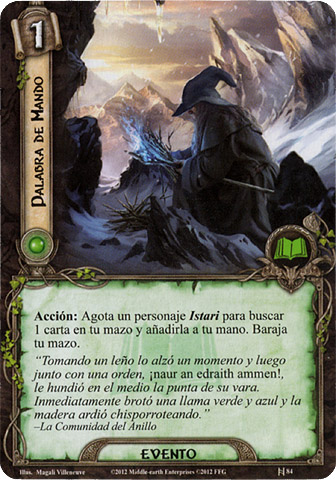 1
PALABRA DE MANDO
Acción: Agota un personaje Istari para buscar
1 carta en tu mazo y añadirla a tu mano. Baraja
tu mazo.
“Tomando un leño lo alzó un momento y luego
junto con una orden, ¡naur an edraith ammen!,
le hundió en el medio la punta de su vara.
Inmediatamente brotó una llama verde y azul y la
madera ardió chisporroteando.”
–La Comunidad del Anillo
EVENTO
Illus. Magali Villeneuve ©2012 Middle-earth Enterprises ©2012 FFG 84